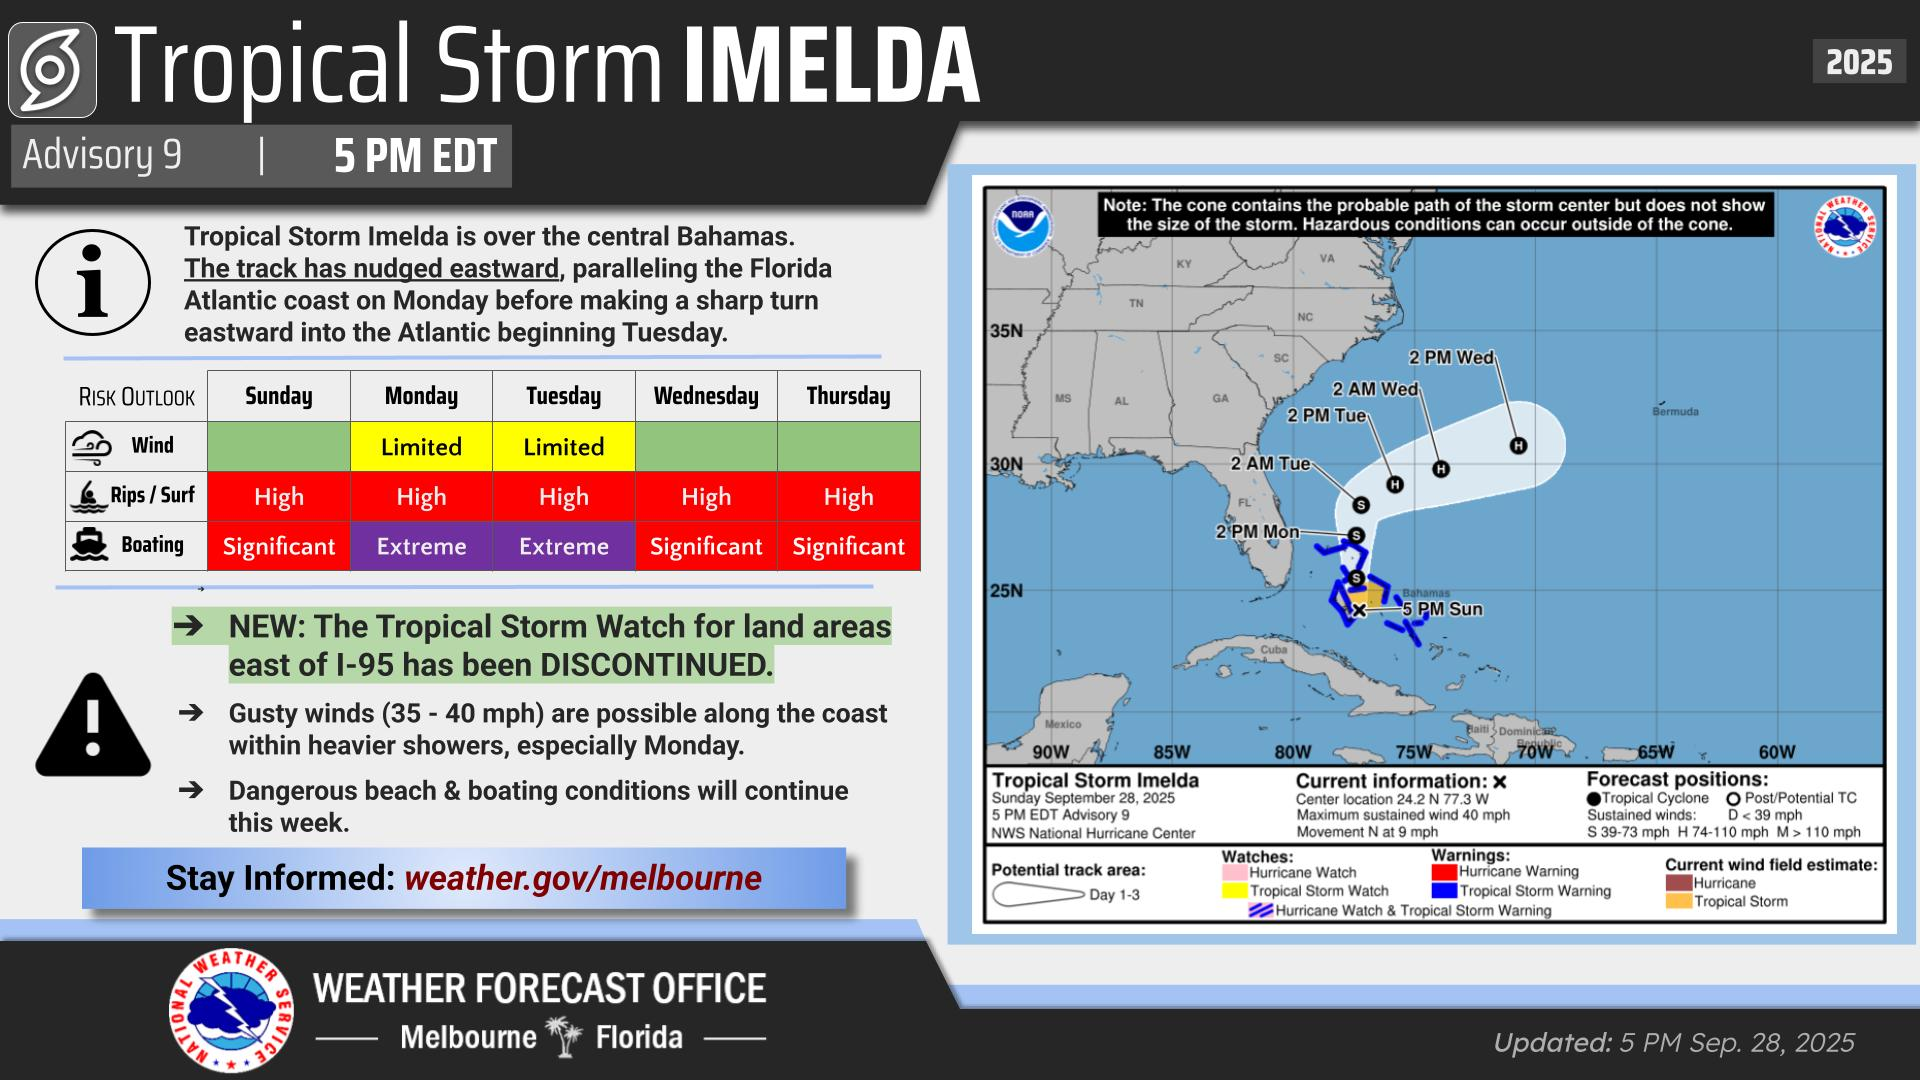 Tropical Storm IMELDA
2025
Advisory 9 | 5 PM EDT
Tropical Storm Imelda is over the central Bahamas.
The track has nudged eastward, paralleling the Florida
Atlantic coast on Monday before making a sharp turn
eastward into the Atlantic beginning Tuesday.
RISK OUTLOOK Sunday Monday Tuesday Wednesday Thursday
Wind Limited Limited
Rips / Surf High High High High High
Boating Significant Extreme Extreme Significant Significant
➔ NEW: The Tropical Storm Watch for land areas
east of I-95 has been DISCONTINUED.
➔ Gusty winds (35 - 40 mph) are possible along the coast
within heavier showers, especially Monday.
➔ Dangerous beach & boating conditions will continue
this week.
Stay Informed: weather.gov/melbourne
NATIONAL WEATHER SERVICE
WEATHER FORECAST OFFICE
Melbourne Florida
Note: The cone contains the probable path of the storm center but does not show
the size of the storm. Hazardous conditions can occur outside of the cone.
NOAA
NATIONAL WEATHER SERVICE
KY
VA
TN
NC
35N
SC
2 PM Wed
2 AM Wed
MS
AL
GA
2 PM Tue
Bermuda
30N
2 AM Tue
H
H
H
S
FL
2 PM Mon
S
S
25N
Bahamas
5 PM Sun
Cuba
Mexico
Haiti
Dominican
Republic
90W 85W 80W 75W 70W 65W 60W
Tropical Storm Imelda
Sunday September 28, 2025
5 PM EDT Advisory 9
NWS National Hurricane Center
Current information: ×
Center location 24.2 N 77.3 W
Maximum sustained wind 40 mph
Movement N at 9 mph
Forecast positions:
Tropical Cyclone Post/Potential TC
Sustained winds: D < 39 mph
S 39-73 mph H 74-110 mph M > 110 mph
Potential track area:
Day 1-3
Watches:
Hurricane Watch
Tropical Storm Watch
Warnings:
Hurricane Warning
Tropical Storm Warning
Hurricane Watch & Tropical Storm Warning
Current wind field estimate:
Hurricane
Tropical Storm
Updated: 5 PM Sep. 28, 2025